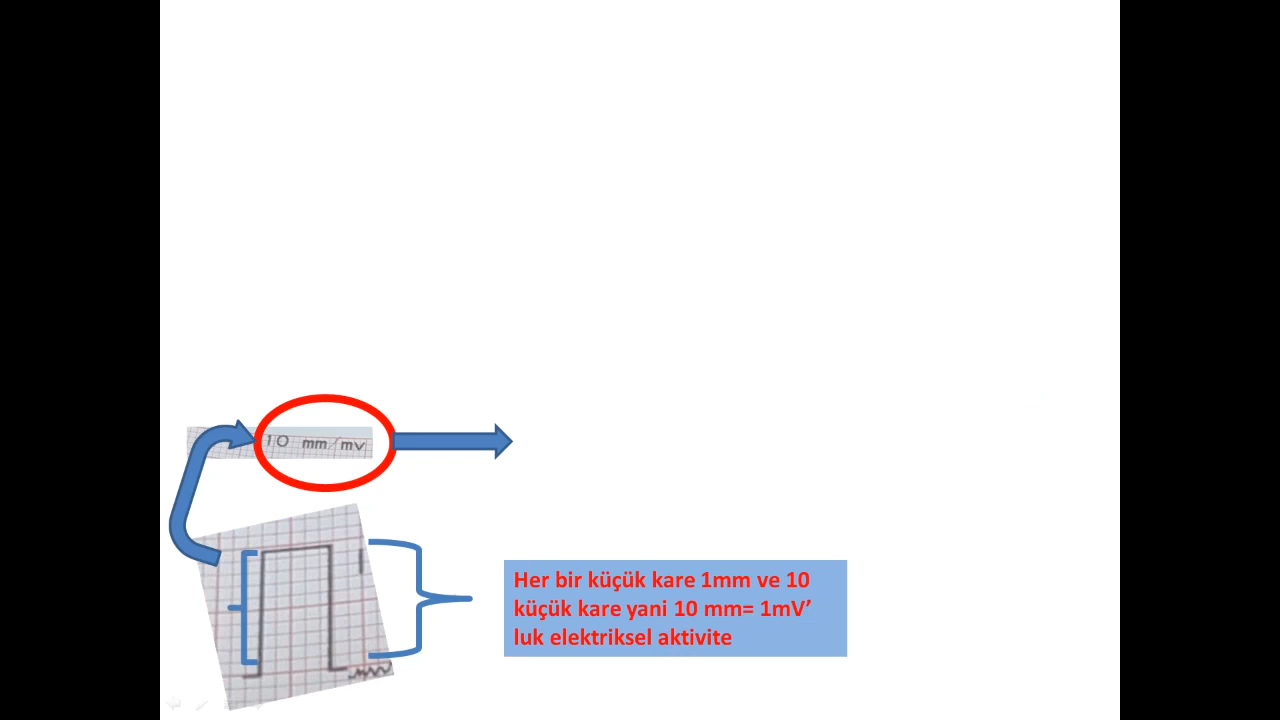 10 mm/mv
Her bir küçük kare 1mm ve 10
küçük kare yani 10 mm= 1mV’
luk elektriksel aktivite